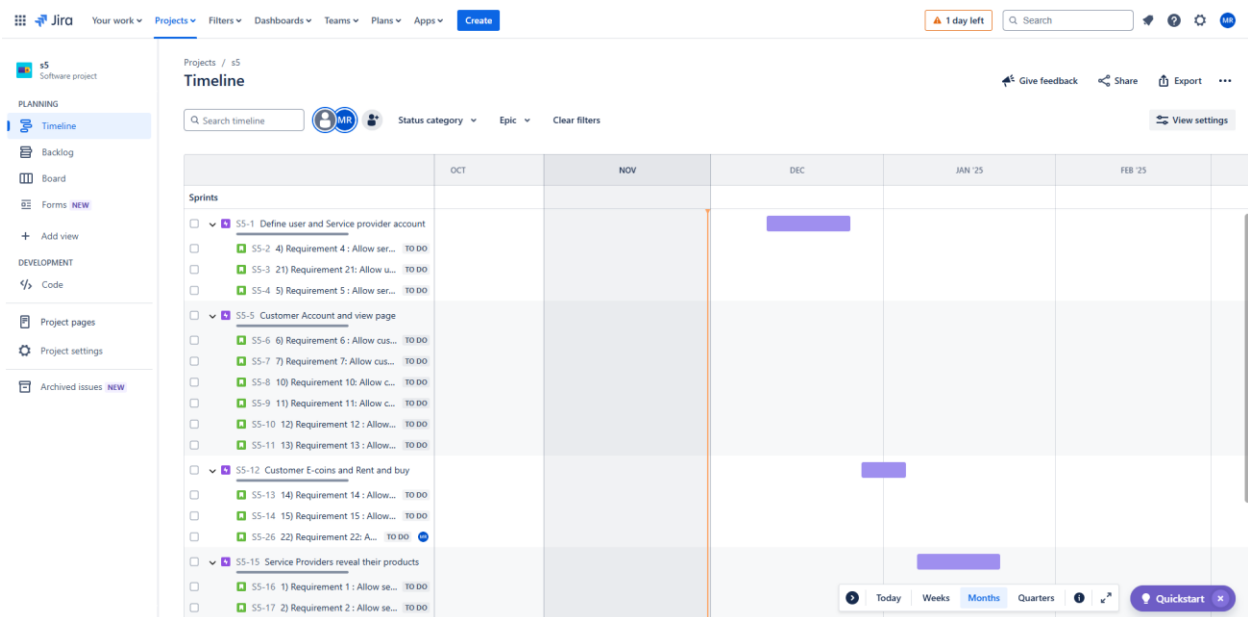 Jira Your work Projects Filters Dashboards Teams Plans Apps Create 1 day left Search MR
s5
Software project
PLANNING
Timeline
Backlog
Board
Forms NEW
Add view
DEVELOPMENT
Code
Project pages
Project settings
Archived issues NEW
Projects / s5
Timeline
Give feedback Share Export
Search timeline MR Status category Epic Clear filters View settings
OCT NOV DEC JAN '25 FEB '25
Sprints
S5-1 Define user and Service provider account
S5-2 4) Requirement 4 : Allow ser... TO DO
S5-3 21) Requirement 21: Allow u... TO DO
S5-4 5) Requirement 5 : Allow ser... TO DO
S5-5 Customer Account and view page
S5-6 6) Requirement 6 : Allow cus... TO DO
S5-7 7) Requirement 7: Allow cus... TO DO
S5-8 10) Requirement 10: Allow c... TO DO
S5-9 11) Requirement 11: Allow c... TO DO
S5-10 12) Requirement 12 : Allow... TO DO
S5-11 13) Requirement 13 : Allow... TO DO
S5-12 Customer E-coins and Rent and buy
S5-13 14) Requirement 14 : Allow... TO DO
S5-14 15) Requirement 15 : Allow... TO DO
S5-26 22) Requirement 22: A... TO DO MR
S5-15 Service Providers reveal their products
S5-16 1) Requirement 1 : Allow se... TO DO
S5-17 2) Requirement 2 : Allow se... TO DO
Today Weeks Months Quarters Quickstart